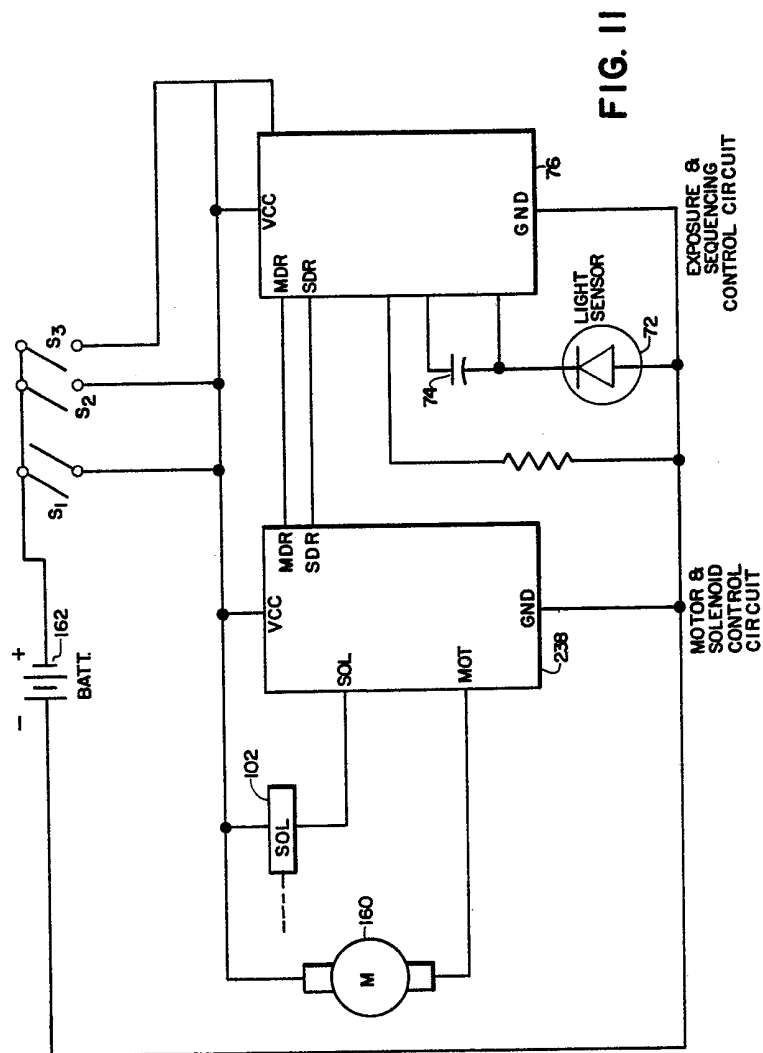 FIG. 11
−
+
162
BATT.
S1
S2
S3
VCC
VCC
MDR
SDR
MDR
SDR
76
GND
102
SOL
SOL
MOT
GND
238
160
M
74
LIGHT
SENSOR
72
MOTOR &
SOLENOID
CONTROL
CIRCUIT
EXPOSURE &
SEQUENCING
CONTROL CIRCUIT